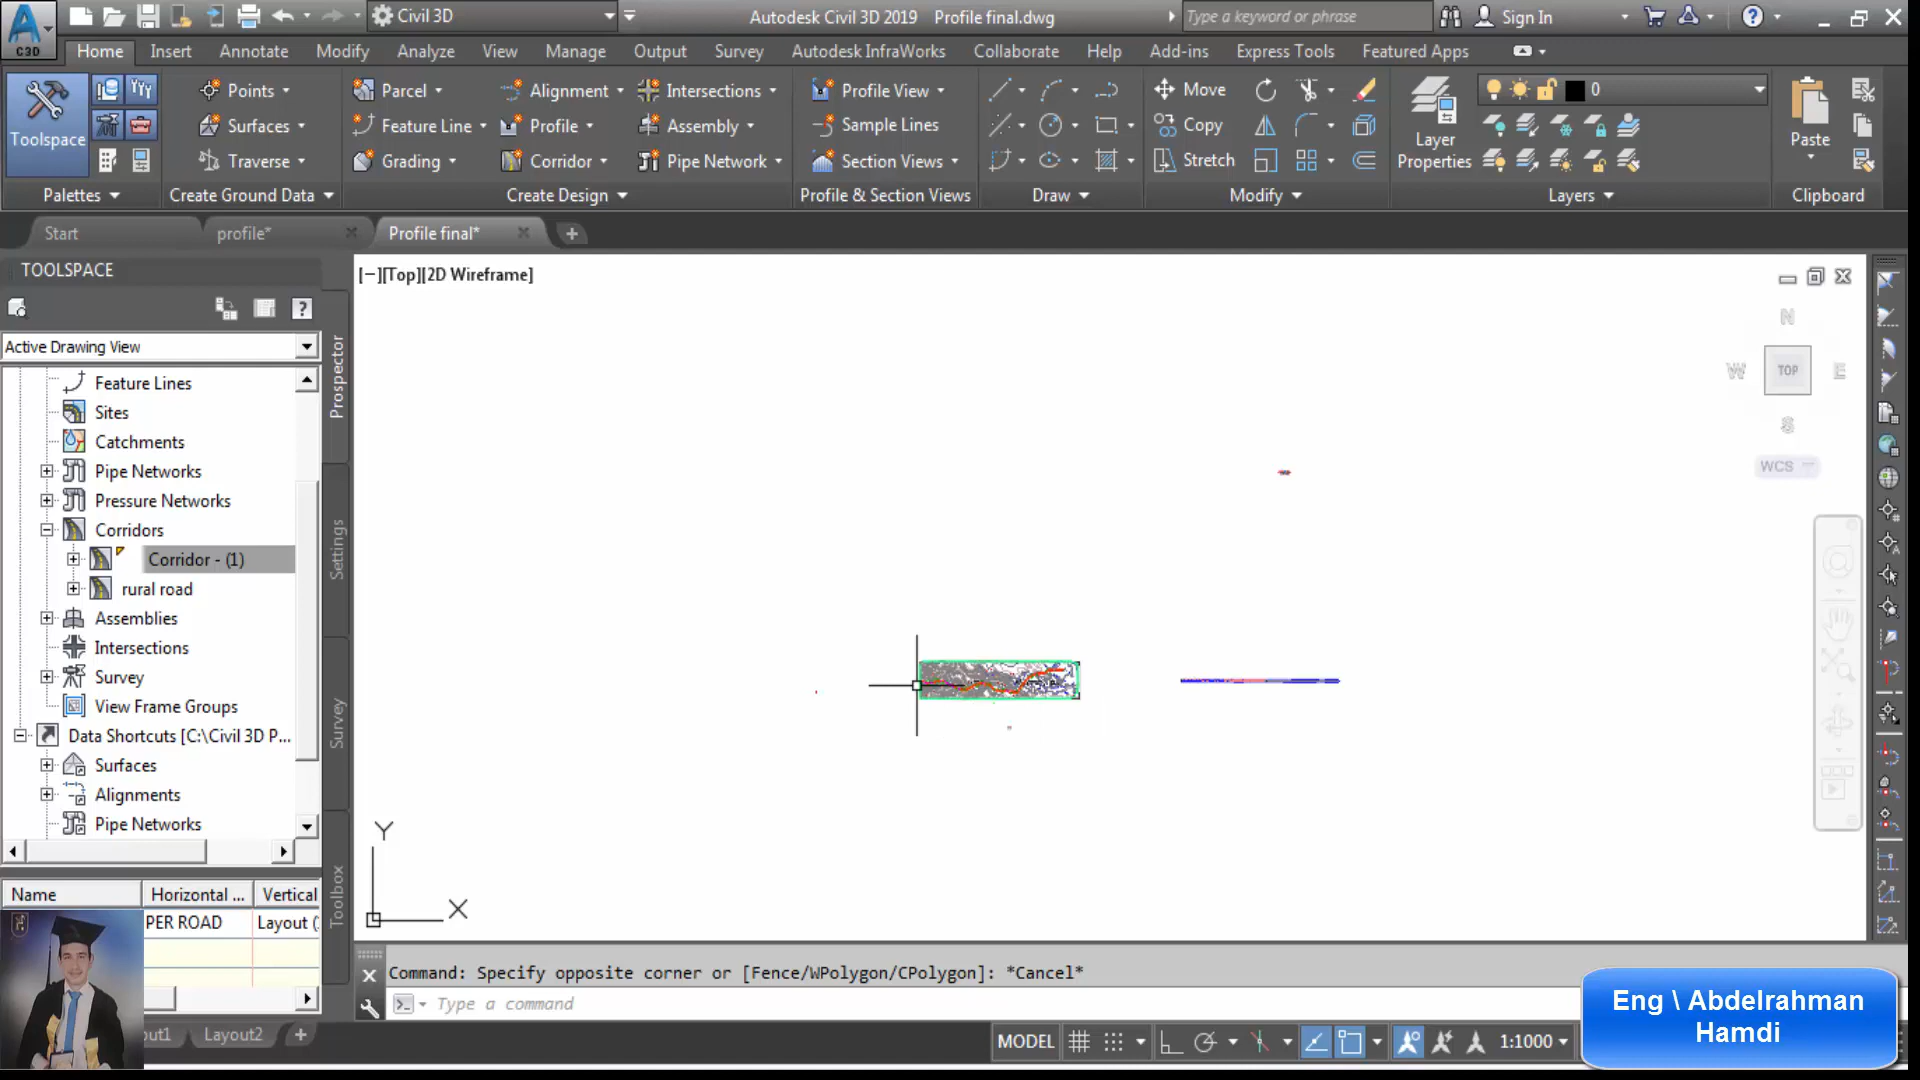 C3D
Civil 3D
Autodesk Civil 3D 2019 Profile final.dwg
Type a keyword or phrase
Sign In
Home Insert Annotate Modify Analyze View Manage Output Survey Autodesk InfraWorks Collaborate Help Add-ins Express Tools Featured Apps
Toolspace
Palettes
Points
Surfaces
Traverse
Create Ground Data
Parcel
Feature Line
Grading
Alignment
Profile
Corridor
Intersections
Assembly
Pipe Network
Create Design
Profile View
Sample Lines
Section Views
Profile & Section Views
Draw
Move
Copy
Stretch
Modify
Layer
Properties
0
Layers
Paste
Clipboard
Start
profile*
Profile final*
TOOLSPACE
Active Drawing View
Feature Lines
Sites
Catchments
Pipe Networks
Pressure Networks
Corridors
Corridor - (1)
rural road
Assemblies
Intersections
Survey
View Frame Groups
Data Shortcuts [C:\Civil 3D P...
Surfaces
Alignments
Pipe Networks
Prospector
Settings
Survey
Toolbox
Name Horizontal ... Vertical
PER ROAD Layout (
[−][Top][2D Wireframe]
N
W TOP E
S
WCS
Y
X
Command: Specify opposite corner or [Fence/WPolygon/CPolygon]: *Cancel*
Type a command
out1 Layout2
MODEL
1:1000
Eng \ Abdelrahman
Hamdi